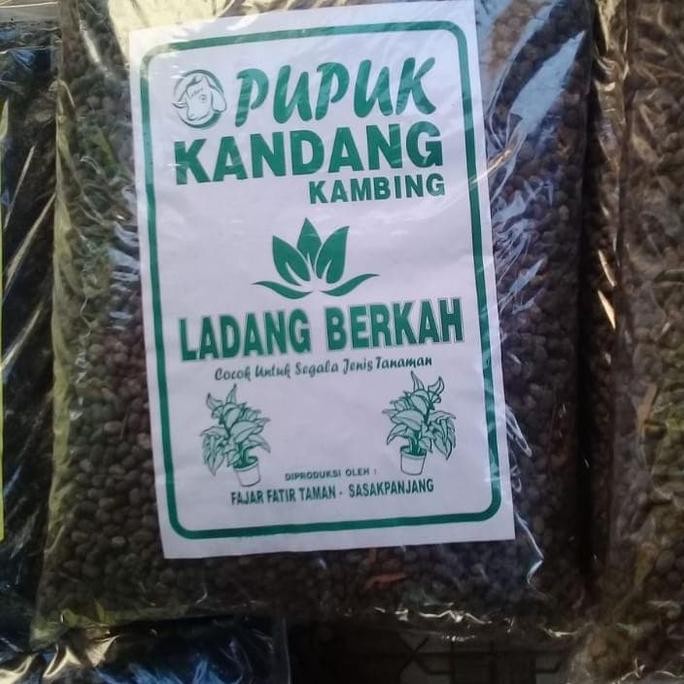 PUPUK
KANDANG
KAMBING
LADANG BERKAH
Cocok Untuk Segala Jenis Tanaman
DIPRODUKSI OLEH :
FAJAR FATIR TAMAN - SASAKPANJANG